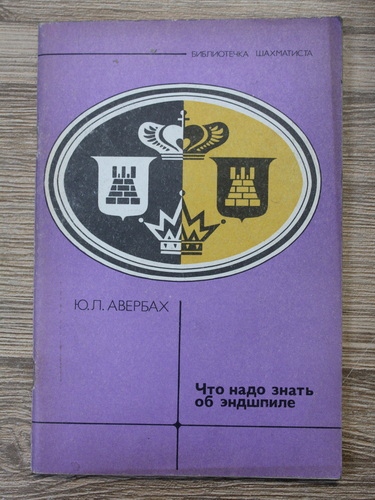 БИБЛИОТЕЧКА ШАХМАТИСТА
Ю. Л. АВЕРБАХ
Что надо знать
об эндшпиле